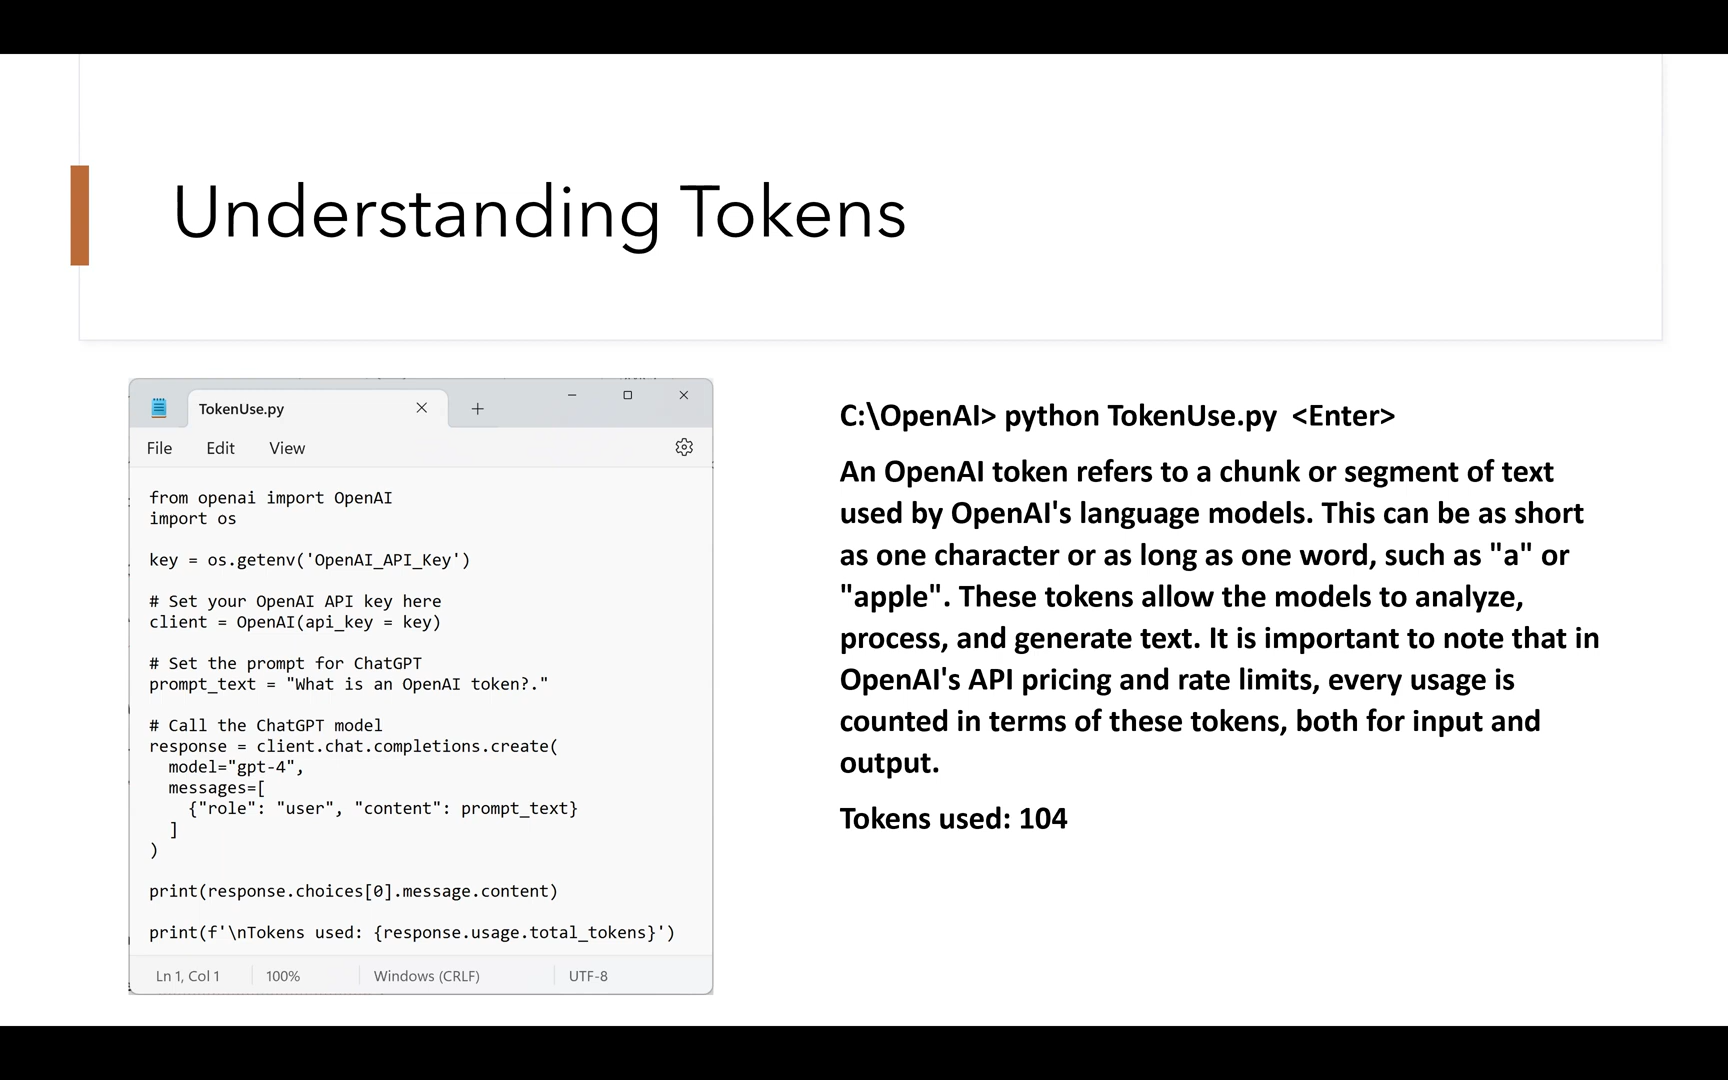 Understanding Tokens
TokenUse.py
File Edit View
from openai import OpenAI
import os
key = os.getenv('OpenAI_API_Key')
# Set your OpenAI API key here
client = OpenAI(api_key = key)
# Set the prompt for ChatGPT
prompt_text = "What is an OpenAI token?."
# Call the ChatGPT model
response = client.chat.completions.create(
  model="gpt-4",
  messages=[
    {"role": "user", "content": prompt_text}
  ]
)
print(response.choices[0].message.content)
print(f'\nTokens used: {response.usage.total_tokens}')
Ln 1, Col 1 100% Windows (CRLF) UTF-8
C:\OpenAI> python TokenUse.py <Enter>
An OpenAI token refers to a chunk or segment of text
used by OpenAI's language models. This can be as short
as one character or as long as one word, such as "a" or
"apple". These tokens allow the models to analyze,
process, and generate text. It is important to note that in
OpenAI's API pricing and rate limits, every usage is
counted in terms of these tokens, both for input and
output.
Tokens used: 104